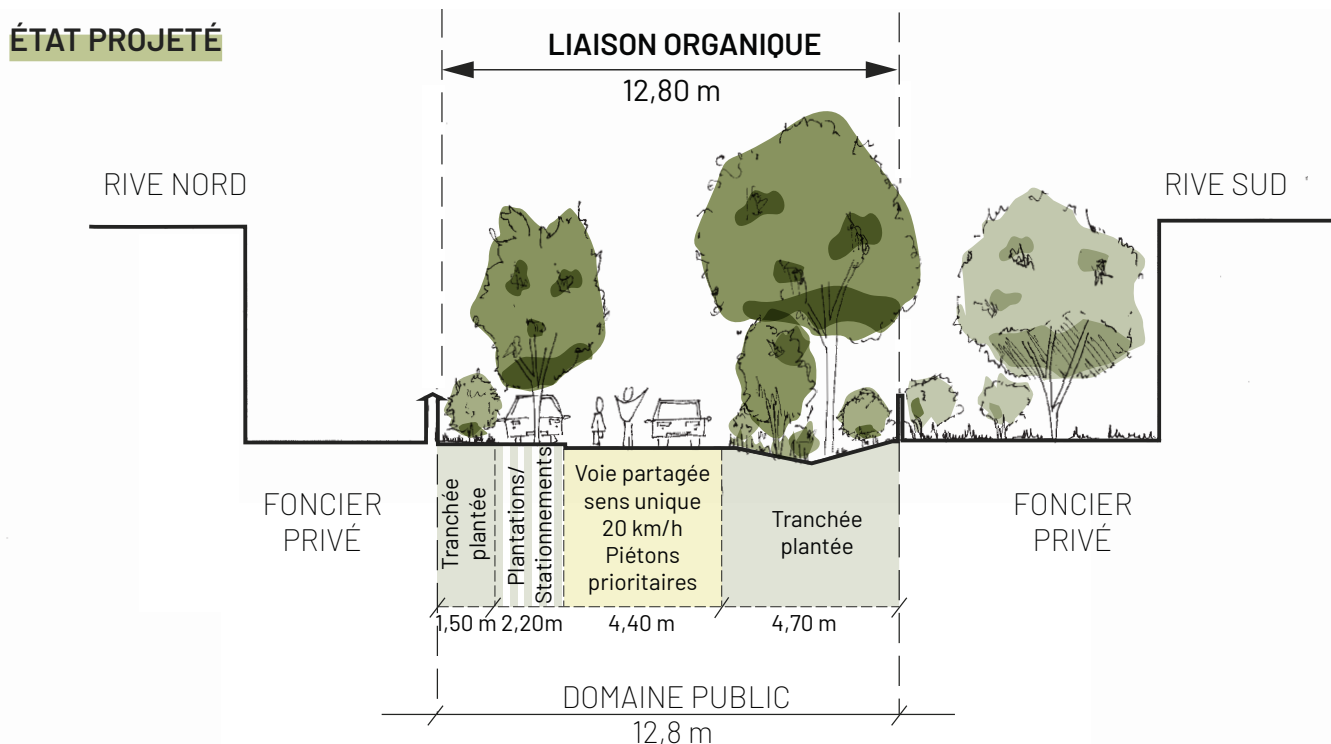 ÉTAT PROJETÉ
LIAISON ORGANIQUE
12,80 m
RIVE NORD
RIVE SUD
FONCIER
PRIVÉ
Tranchée
plantée
Plantations/
Stationnements
Voie partagée
sens unique
20 km/h
Piétons
prioritaires
Tranchée
plantée
FONCIER
PRIVÉ
1,50 m
2,20m
4,40 m
4,70 m
DOMAINE PUBLIC
12,8 m